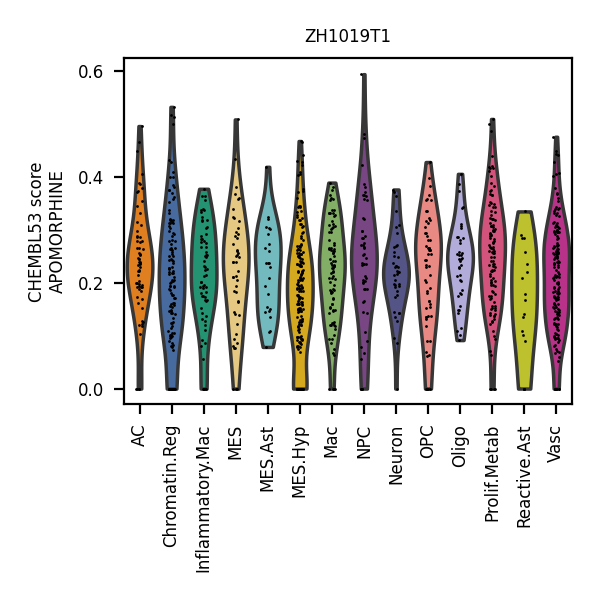 ZH1019T1
CHEMBL53 score
APOMORPHINE
0.6
0.4
0.2
0.0
AC
Chromatin.Reg
Inflammatory.Mac
MES
MES.Ast
MES.Hyp
Mac
NPC
Neuron
OPC
Oligo
Prolif.Metab
Reactive.Ast
Vasc